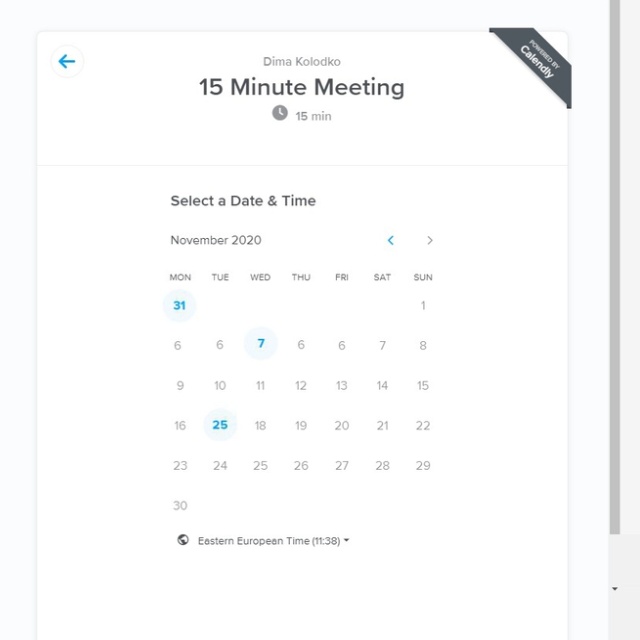 POWERED BY
Calendly
Dima Kolodko
15 Minute Meeting
15 min
Select a Date & Time
November 2020
MON TUE WED THU FRI SAT SUN
31 1
6 6 7 6 6 7 8
9 10 11 12 13 14 15
16 25 18 19 20 21 22
23 24 25 26 27 28 29
30
Eastern European Time (11:38)